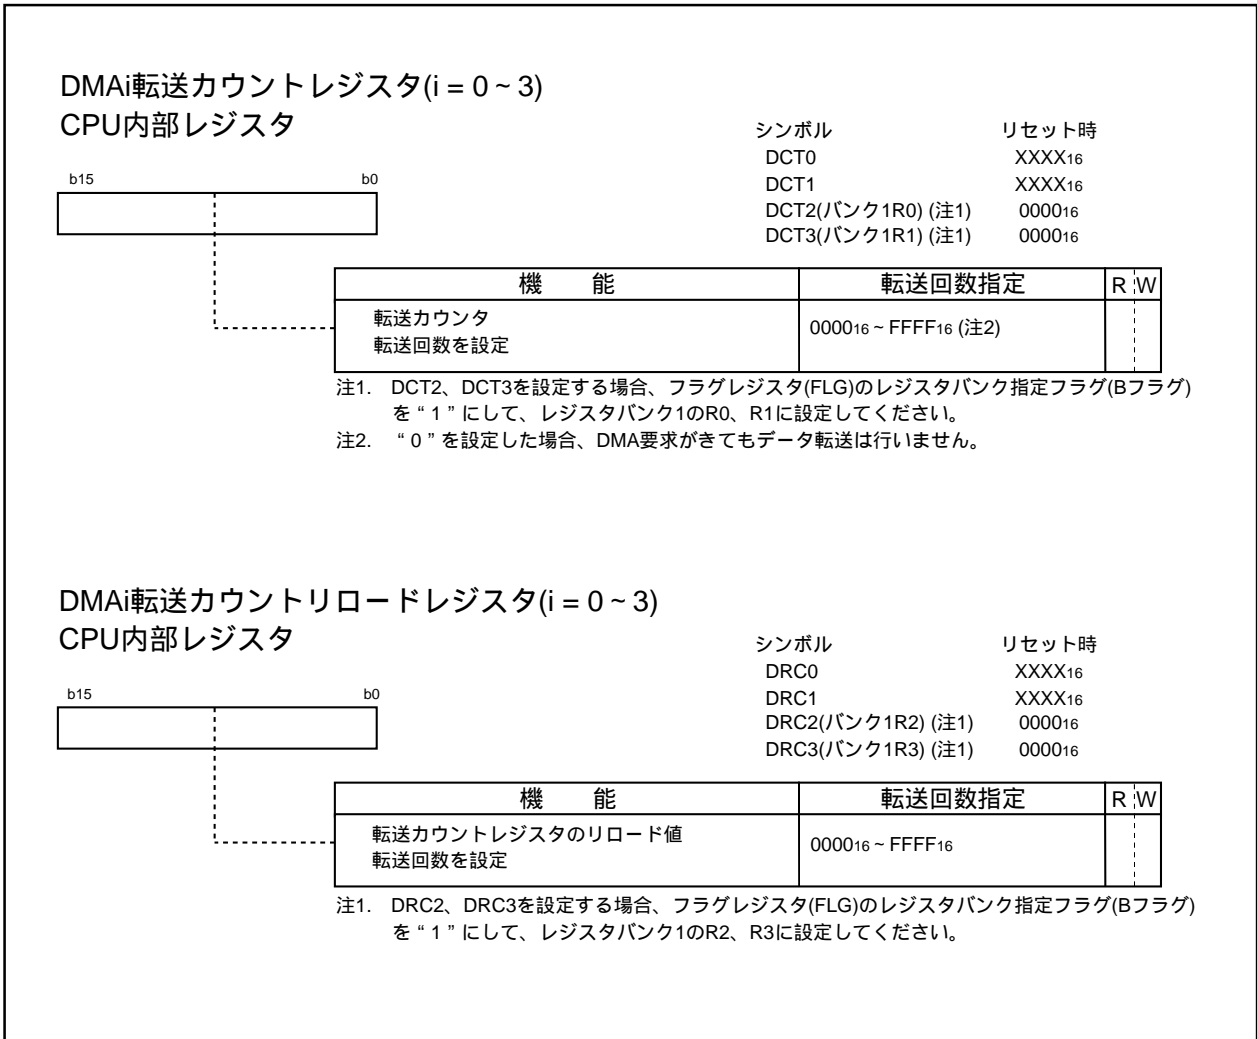 DMAi転送カウントレジスタ(i = 0 ~ 3)
CPU内部レジスタ
シンボル リセット時
DCT0 XXXX16
DCT1 XXXX16
DCT2(バンク1R0) (注1) 000016
DCT3(バンク1R1) (注1) 000016
b15 b0
機 能 転送回数指定 R W
転送カウンタ
転送回数を設定
000016 ~ FFFF16 (注2)
注1. DCT2、DCT3を設定する場合、フラグレジスタ(FLG)のレジスタバンク指定フラグ(Bフラグ)
を“1”にして、レジスタバンク1のR0、R1に設定してください。
注2. “0”を設定した場合、DMA要求がきてもデータ転送は行いません。
DMAi転送カウントリロードレジスタ(i = 0 ~ 3)
CPU内部レジスタ
シンボル リセット時
DRC0 XXXX16
DRC1 XXXX16
DRC2(バンク1R2) (注1) 000016
DRC3(バンク1R3) (注1) 000016
b15 b0
機 能 転送回数指定 R W
転送カウントレジスタのリロード値
転送回数を設定
000016 ~ FFFF16
注1. DRC2、DRC3を設定する場合、フラグレジスタ(FLG)のレジスタバンク指定フラグ(Bフラグ)
を“1”にして、レジスタバンク1のR2、R3に設定してください。